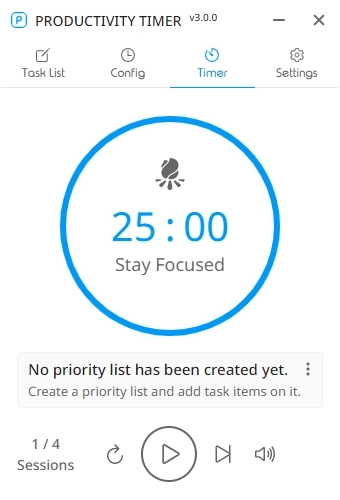 P PRODUCTIVITY TIMER v3.0.0
Task List Config Timer Settings
25 : 00
Stay Focused
No priority list has been created yet.
Create a priority list and add task items on it.
1 / 4
Sessions